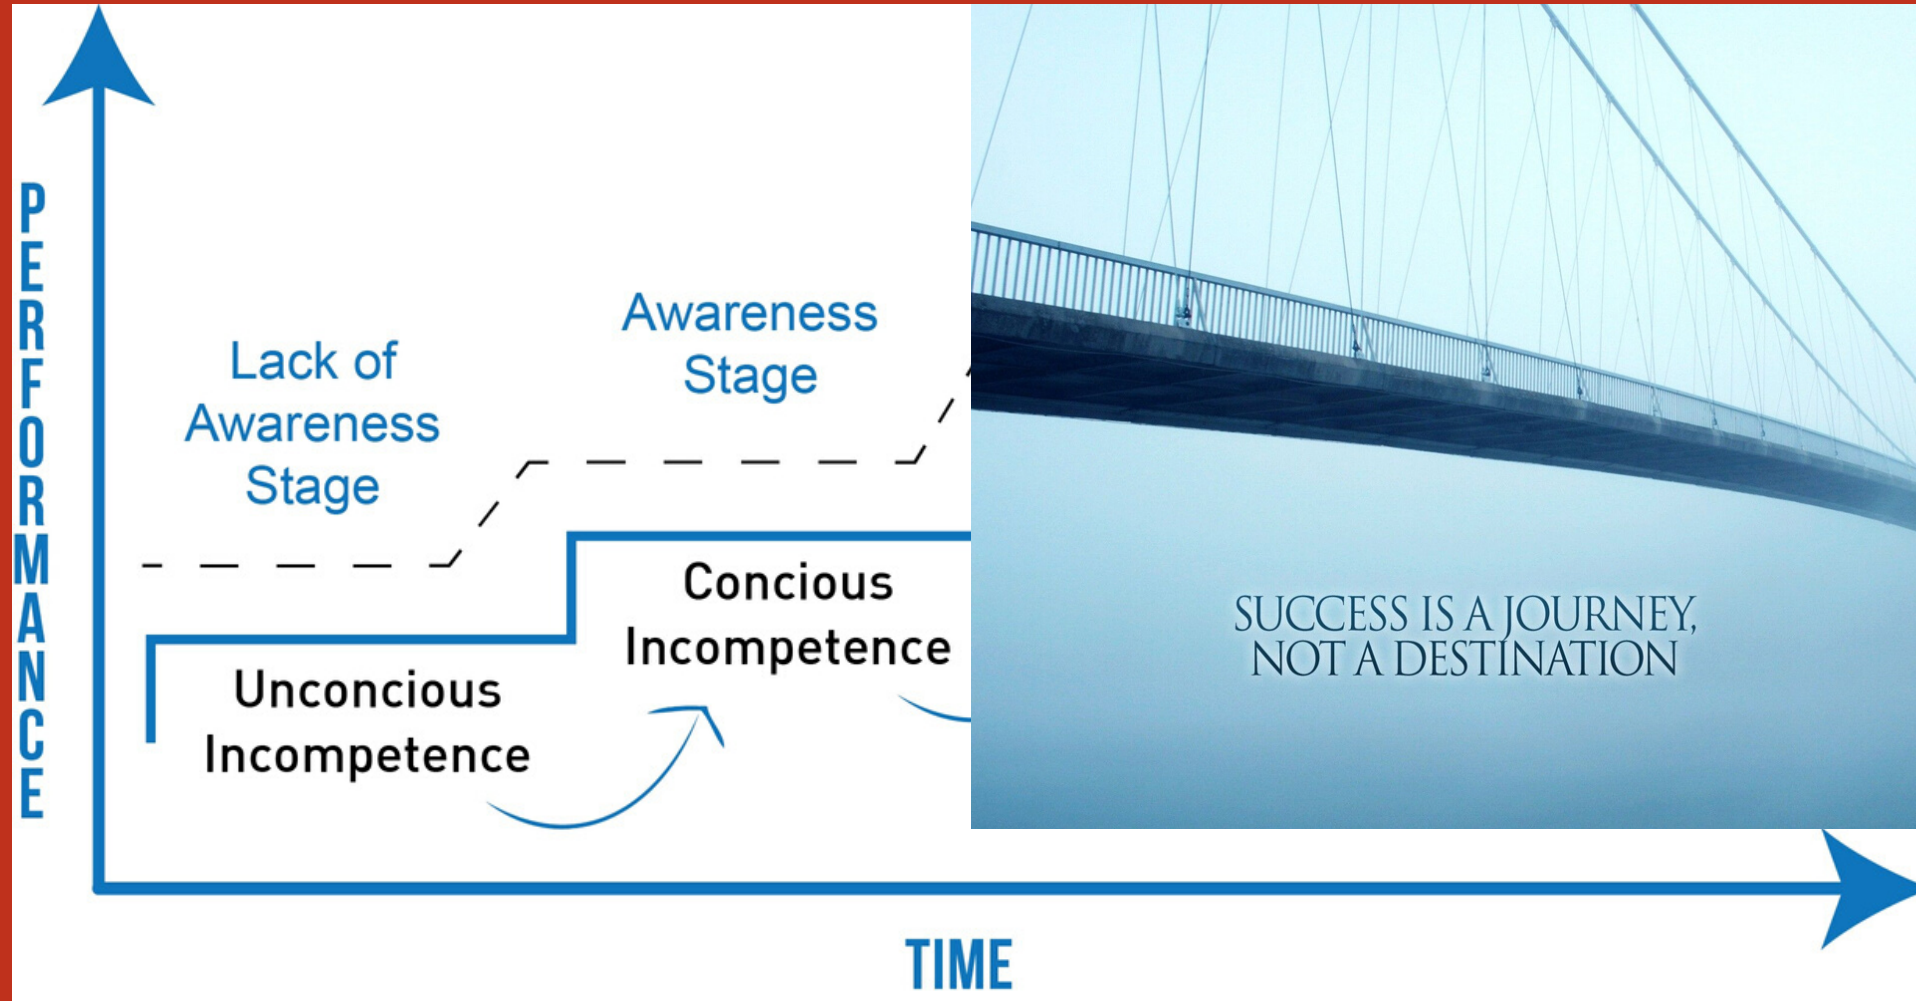 PERFORMANCE
Lack of
Awareness
Stage
Awareness
Stage
Unconcious
Incompetence
Concious
Incompetence
SUCCESS IS A JOURNEY,
NOT A DESTINATION
TIME